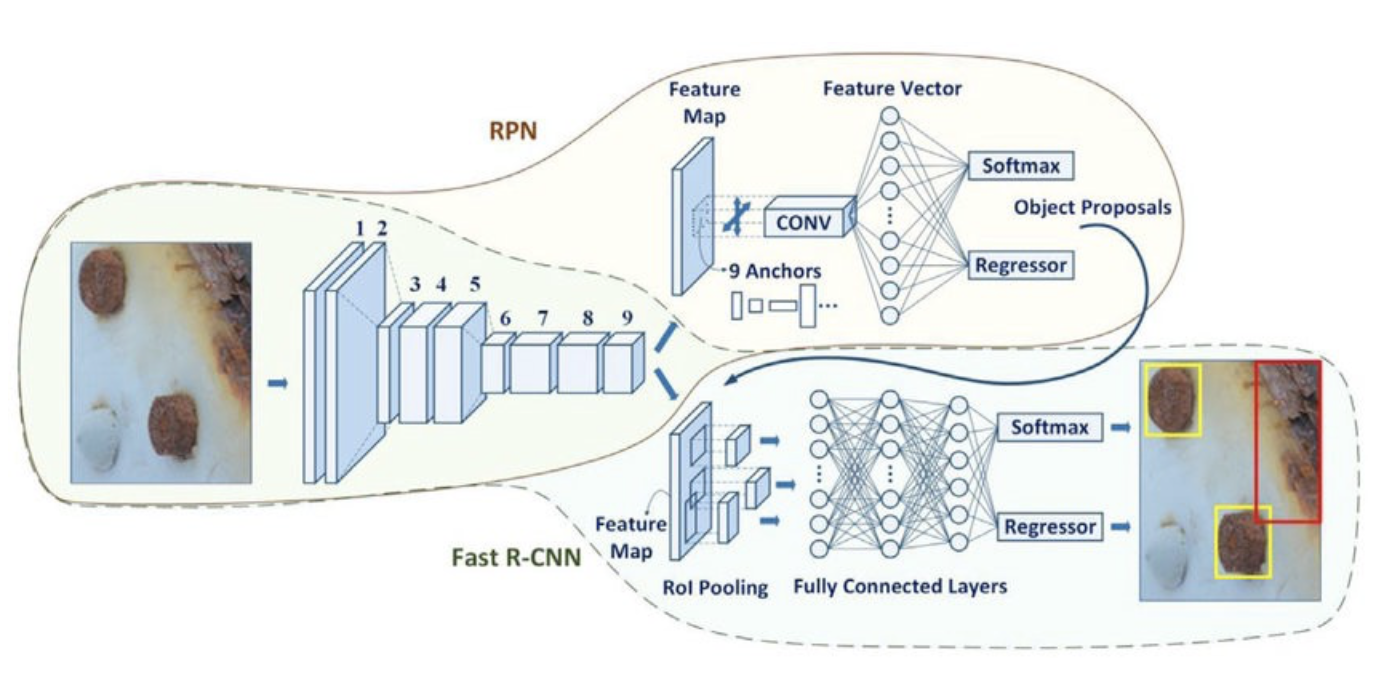 RPN
Feature
Map
Feature Vector
Softmax
CONV
Object Proposals
Regressor
9 Anchors
...
1 2
3 4 5
6 7 8 9
Softmax
Regressor
Feature
Map
Fast R-CNN
RoI Pooling
Fully Connected Layers